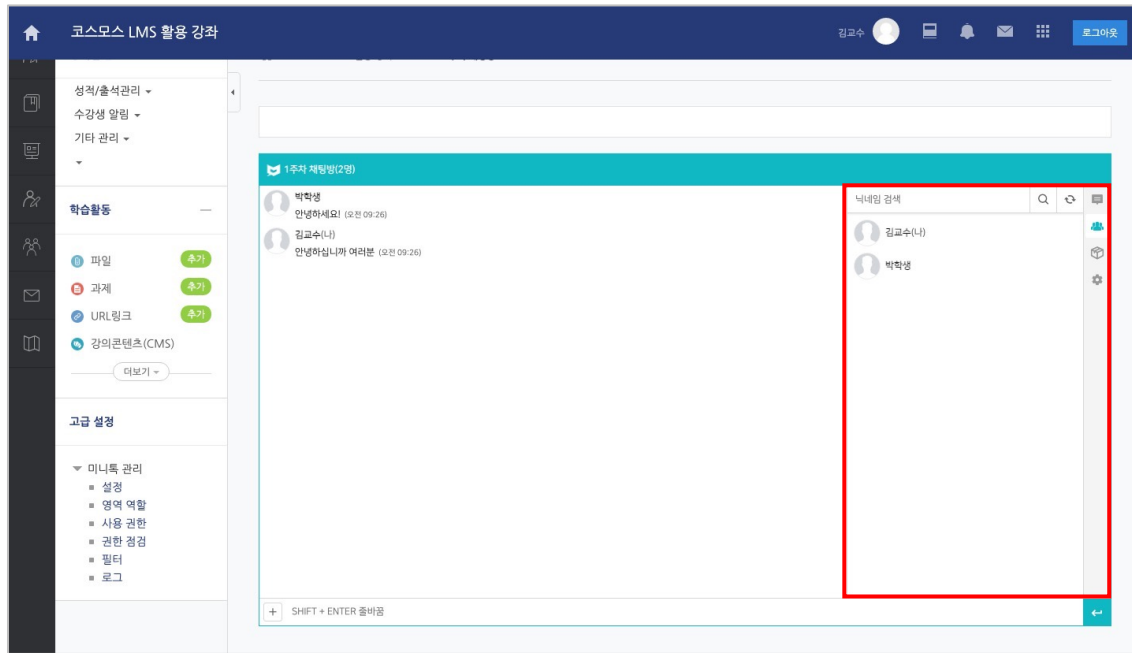 코스모스 LMS 활용 강좌
김교수
로그아웃
성적/출석관리
수강생 알림
기타 관리
학습활동
파일 추가
과제 추가
URL링크 추가
강의콘텐츠(CMS)
더보기
고급 설정
미니톡 관리
설정
영역 역할
사용 권한
권한 점검
필터
로그
1주차 채팅방(2명)
박학생
안녕하세요! (오전 09:26)
김교수(나)
안녕하십니까 여러분 (오전 09:26)
닉네임 검색
김교수(나)
박학생
+ SHIFT + ENTER 줄바꿈